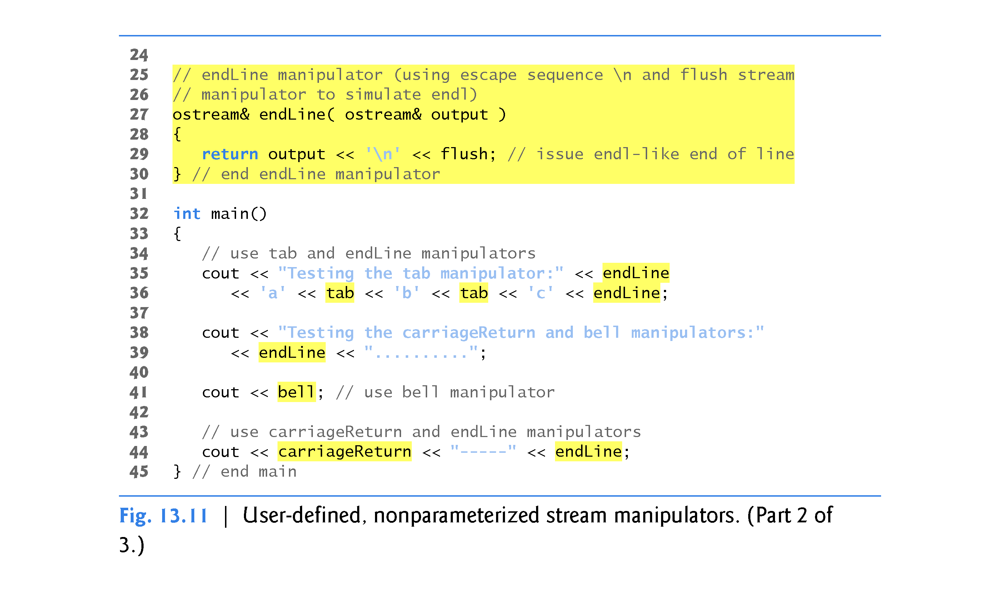 24
25 // endLine manipulator (using escape sequence \n and flush stream
26 // manipulator to simulate endl)
27 ostream& endLine( ostream& output )
28 {
29    return output << '\n' << flush; // issue endl-like end of line
30 } // end endLine manipulator
31
32 int main()
33 {
34    // use tab and endLine manipulators
35    cout << "Testing the tab manipulator:" << endLine
36       << 'a' << tab << 'b' << tab << 'c' << endLine;
37
38    cout << "Testing the carriageReturn and bell manipulators:"
39       << endLine << "..........";
40
41    cout << bell; // use bell manipulator
42
43    // use carriageReturn and endLine manipulators
44    cout << carriageReturn << "-----" << endLine;
45 } // end main
Fig. 13.11 | User-defined, nonparameterized stream manipulators. (Part 2 of
3.)